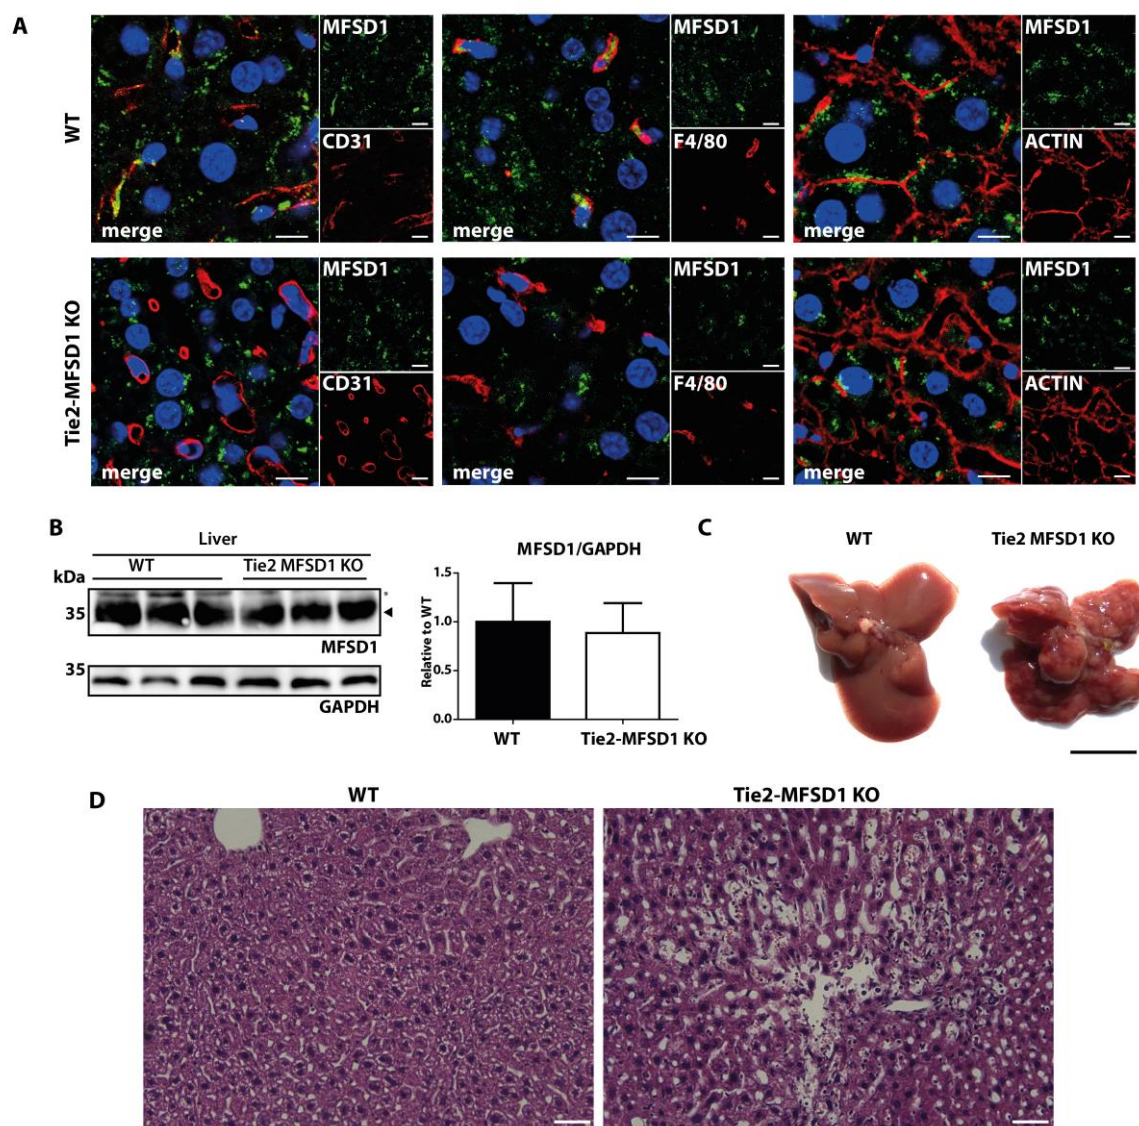 A
WT
MFSD1
CD31
merge
MFSD1
F4/80
merge
MFSD1
ACTIN
merge
Tie2-MFSD1 KO
MFSD1
CD31
merge
MFSD1
F4/80
merge
MFSD1
ACTIN
merge
B
Liver
WT Tie2 MFSD1 KO
kDa
35
*
MFSD1
35
GAPDH
MFSD1/GAPDH
Relative to WT
1.5
1.0
0.5
0.0
WT Tie2-MFSD1 KO
C
WT Tie2 MFSD1 KO
D
WT Tie2-MFSD1 KO